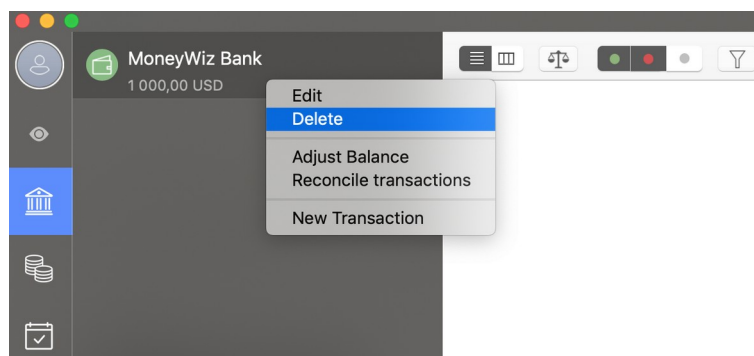 MoneyWiz Bank
1 000,00 USD
Edit
Delete
Adjust Balance
Reconcile transactions
New Transaction